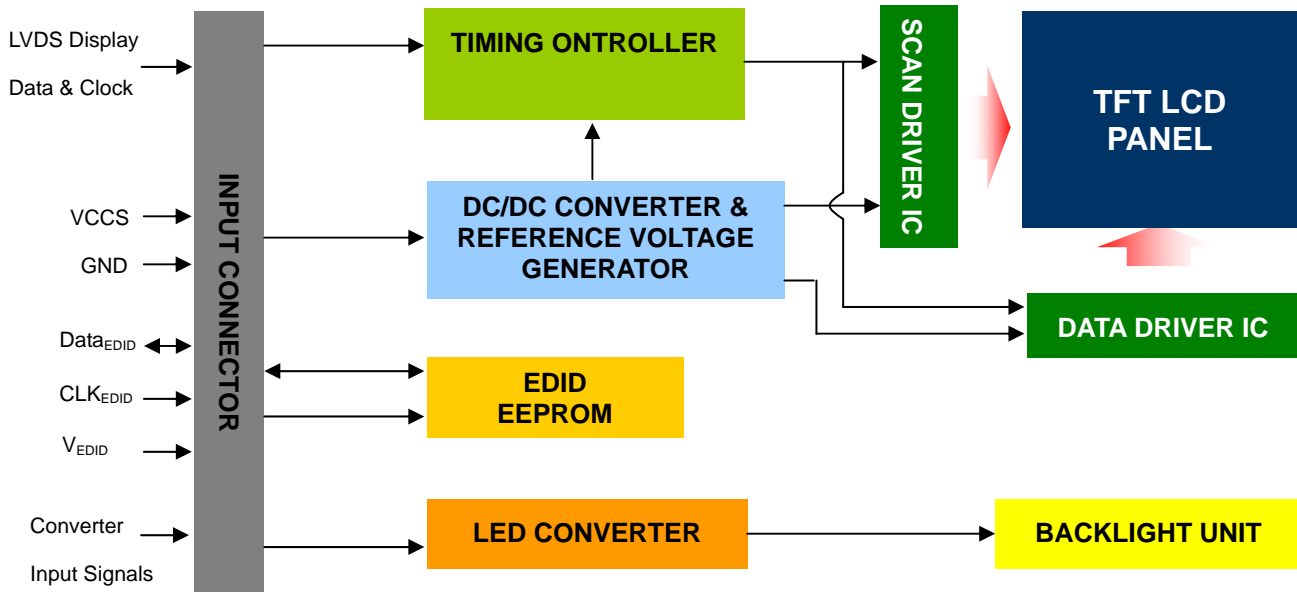 LVDS Display
Data & Clock
VCCS
GND
DataEDID
CLKEDID
VEDID
Converter
Input Signals
INPUT CONNECTOR
TIMING ONTROLLER
DC/DC CONVERTER &
REFERENCE VOLTAGE
GENERATOR
EDID
EEPROM
LED CONVERTER
SCAN DRIVER IC
TFT LCD
PANEL
DATA DRIVER IC
BACKLIGHT UNIT